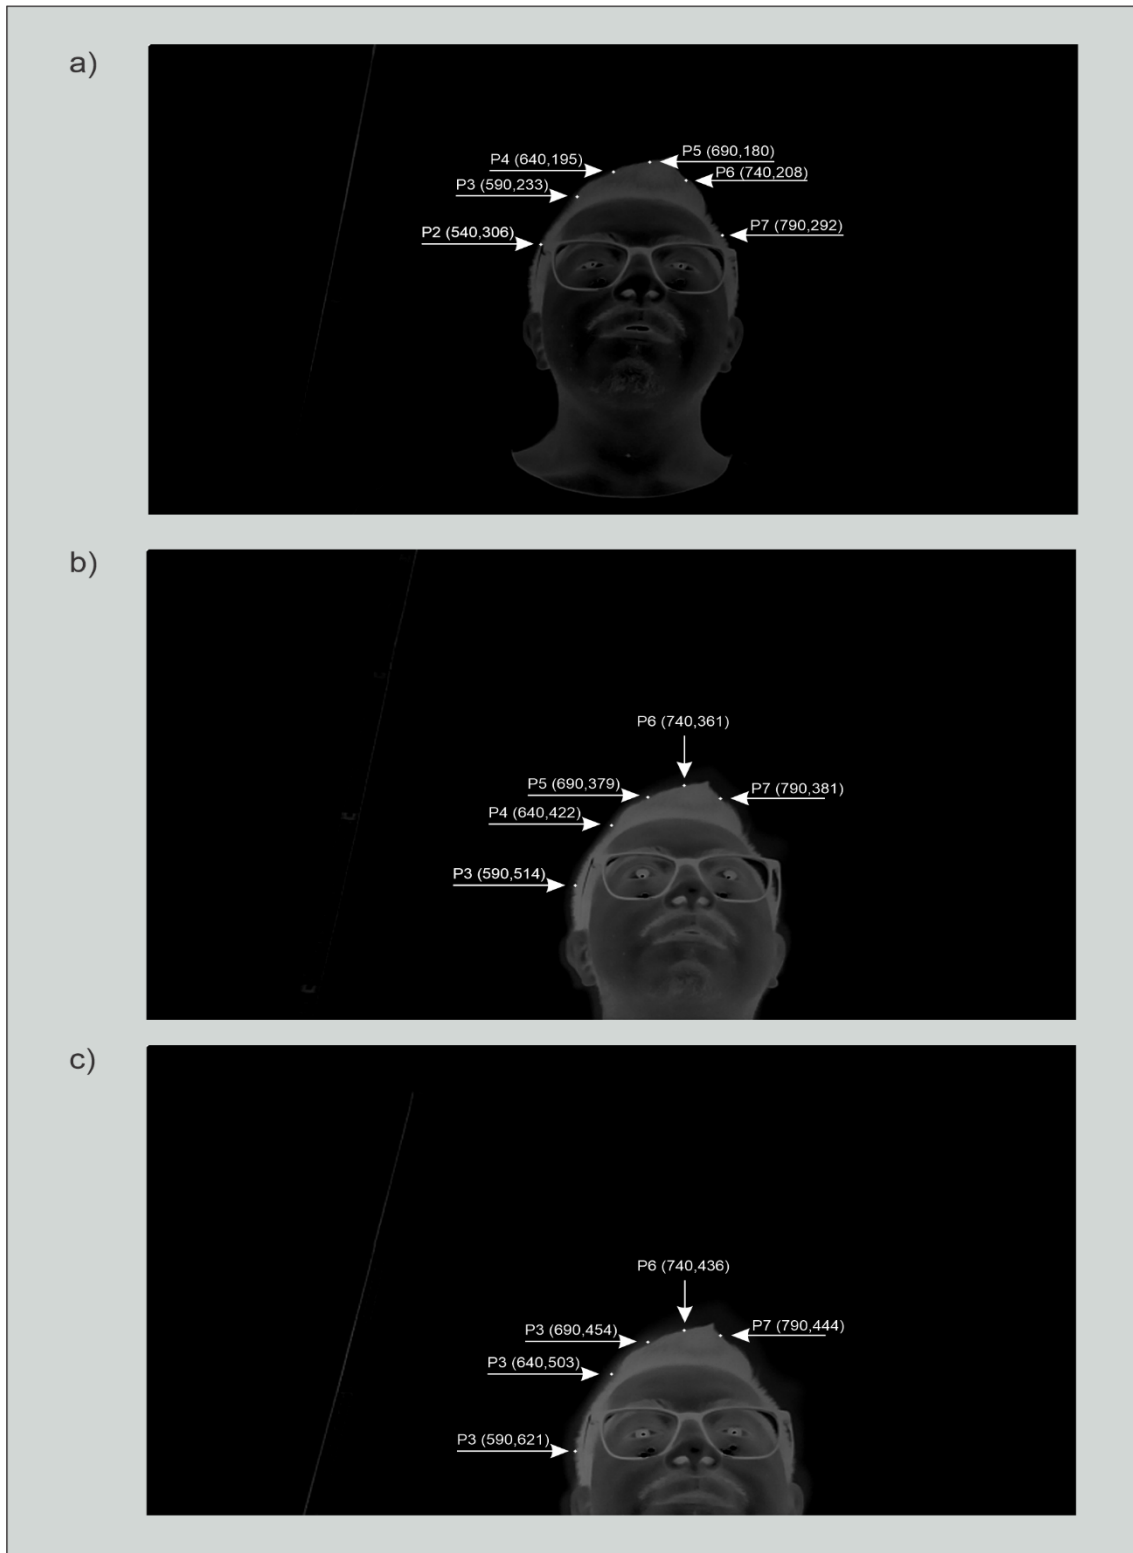 a)
P5 (690,180)
P4 (640,195)
P6 (740,208)
P3 (590,233)
P7 (790,292)
P2 (540,306)
b)
P6 (740,361)
P5 (690,379)
P7 (790,381)
P4 (640,422)
P3 (590,514)
c)
P6 (740,436)
P3 (690,454)
P7 (790,444)
P3 (640,503)
P3 (590,621)